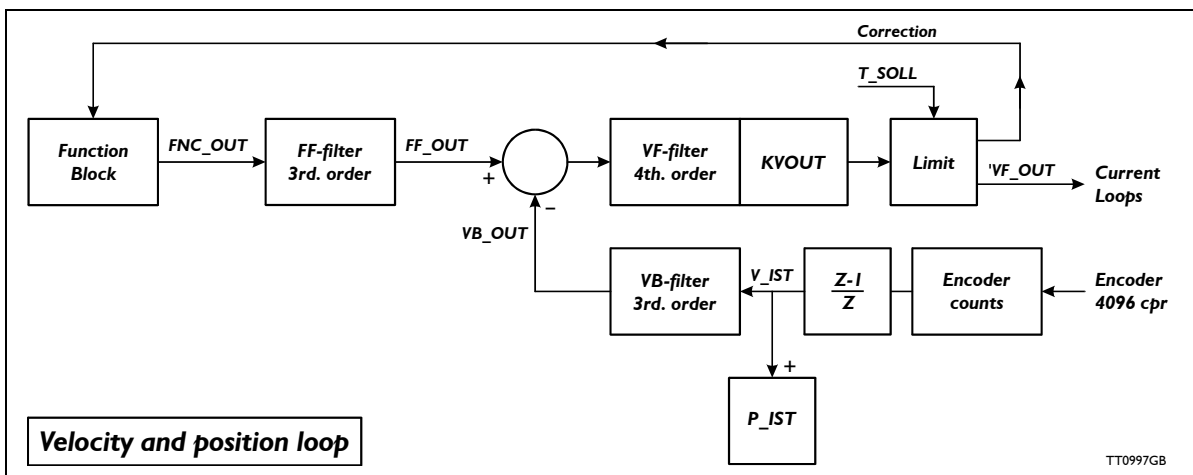 Correction
T_SOLL
Function
Block
FNC_OUT
FF-filter
3rd. order
FF_OUT
+
–
VF-filter
4th. order
KVOUT
Limit
'VF_OUT
Current
Loops
VB_OUT
VB-filter
3rd. order
V_IST
Z-1
Z
Encoder
counts
Encoder
4096 cpr
+
P_IST
Velocity and position loop
TT0997GB